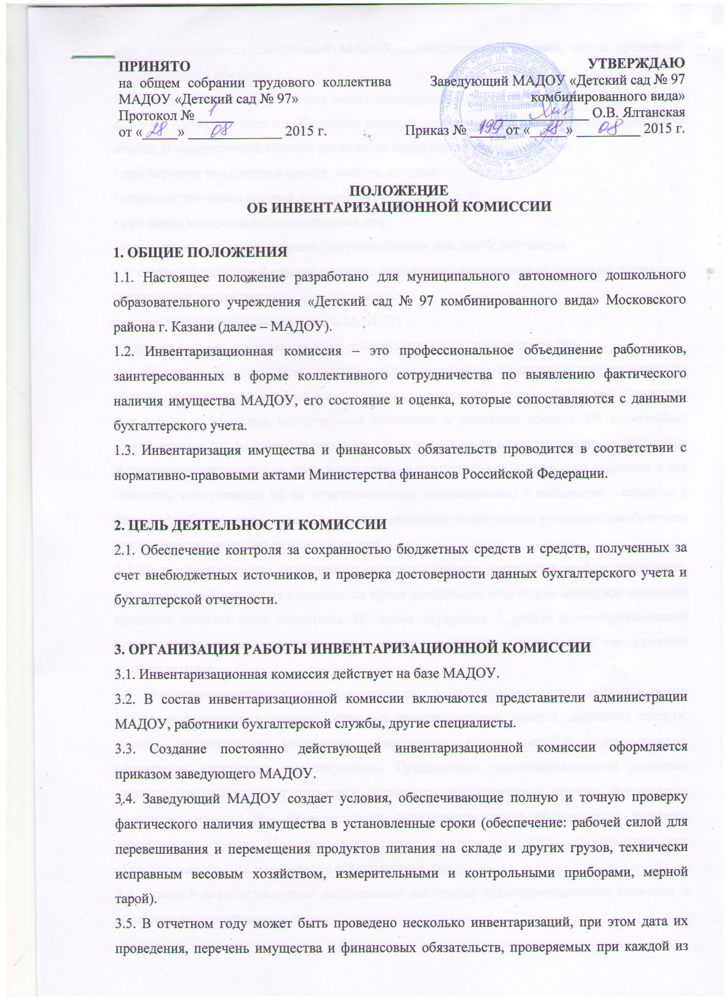 ПРИНЯТО
на общем собрании трудового коллектива
МАДОУ «Детский сад № 97»
Протокол № 1
от «28» 08 2015 г.
УТВЕРЖДАЮ
Заведующий МАДОУ «Детский сад № 97
комбинированного вида»
О.В. Ялтанская
Приказ № 199 от «28» 08 2015 г.
ПОЛОЖЕНИЕ
ОБ ИНВЕНТАРИЗАЦИОННОЙ КОМИССИИ
1. ОБЩИЕ ПОЛОЖЕНИЯ
1.1. Настоящее положение разработано для муниципального автономного дошкольного
образовательного учреждения «Детский сад № 97 комбинированного вида» Московского
района г. Казани (далее – МАДОУ).
1.2. Инвентаризационная комиссия – это профессиональное объединение работников,
заинтересованных в форме коллективного сотрудничества по выявлению фактического
наличия имущества МАДОУ, его состояние и оценка, которые сопоставляются с данными
бухгалтерского учета.
1.3. Инвентаризация имущества и финансовых обязательств проводится в соответствии с
нормативно-правовыми актами Министерства финансов Российской Федерации.
2. ЦЕЛЬ ДЕЯТЕЛЬНОСТИ КОМИССИИ
2.1. Обеспечение контроля за сохранностью бюджетных средств и средств, полученных за
счет внебюджетных источников, и проверка достоверности данных бухгалтерского учета и
бухгалтерской отчетности.
3. ОРГАНИЗАЦИЯ РАБОТЫ ИНВЕНТАРИЗАЦИОННОЙ КОМИССИИ
3.1. Инвентаризационная комиссия действует на базе МАДОУ.
3.2. В состав инвентаризационной комиссии включаются представители администрации
МАДОУ, работники бухгалтерской службы, другие специалисты.
3.3. Создание постоянно действующей инвентаризационной комиссии оформляется
приказом заведующего МАДОУ.
3.4. Заведующий МАДОУ создает условия, обеспечивающие полную и точную проверку
фактического наличия имущества в установленные сроки (обеспечение: рабочей силой для
перевешивания и перемещения продуктов питания на складе и других грузов, технически
исправным весовым хозяйством, измерительными и контрольными приборами, мерной
тарой).
3.5. В отчетном году может быть проведено несколько инвентаризаций, при этом дата их
проведения, перечень имущества и финансовых обязательств, проверяемых при каждой из